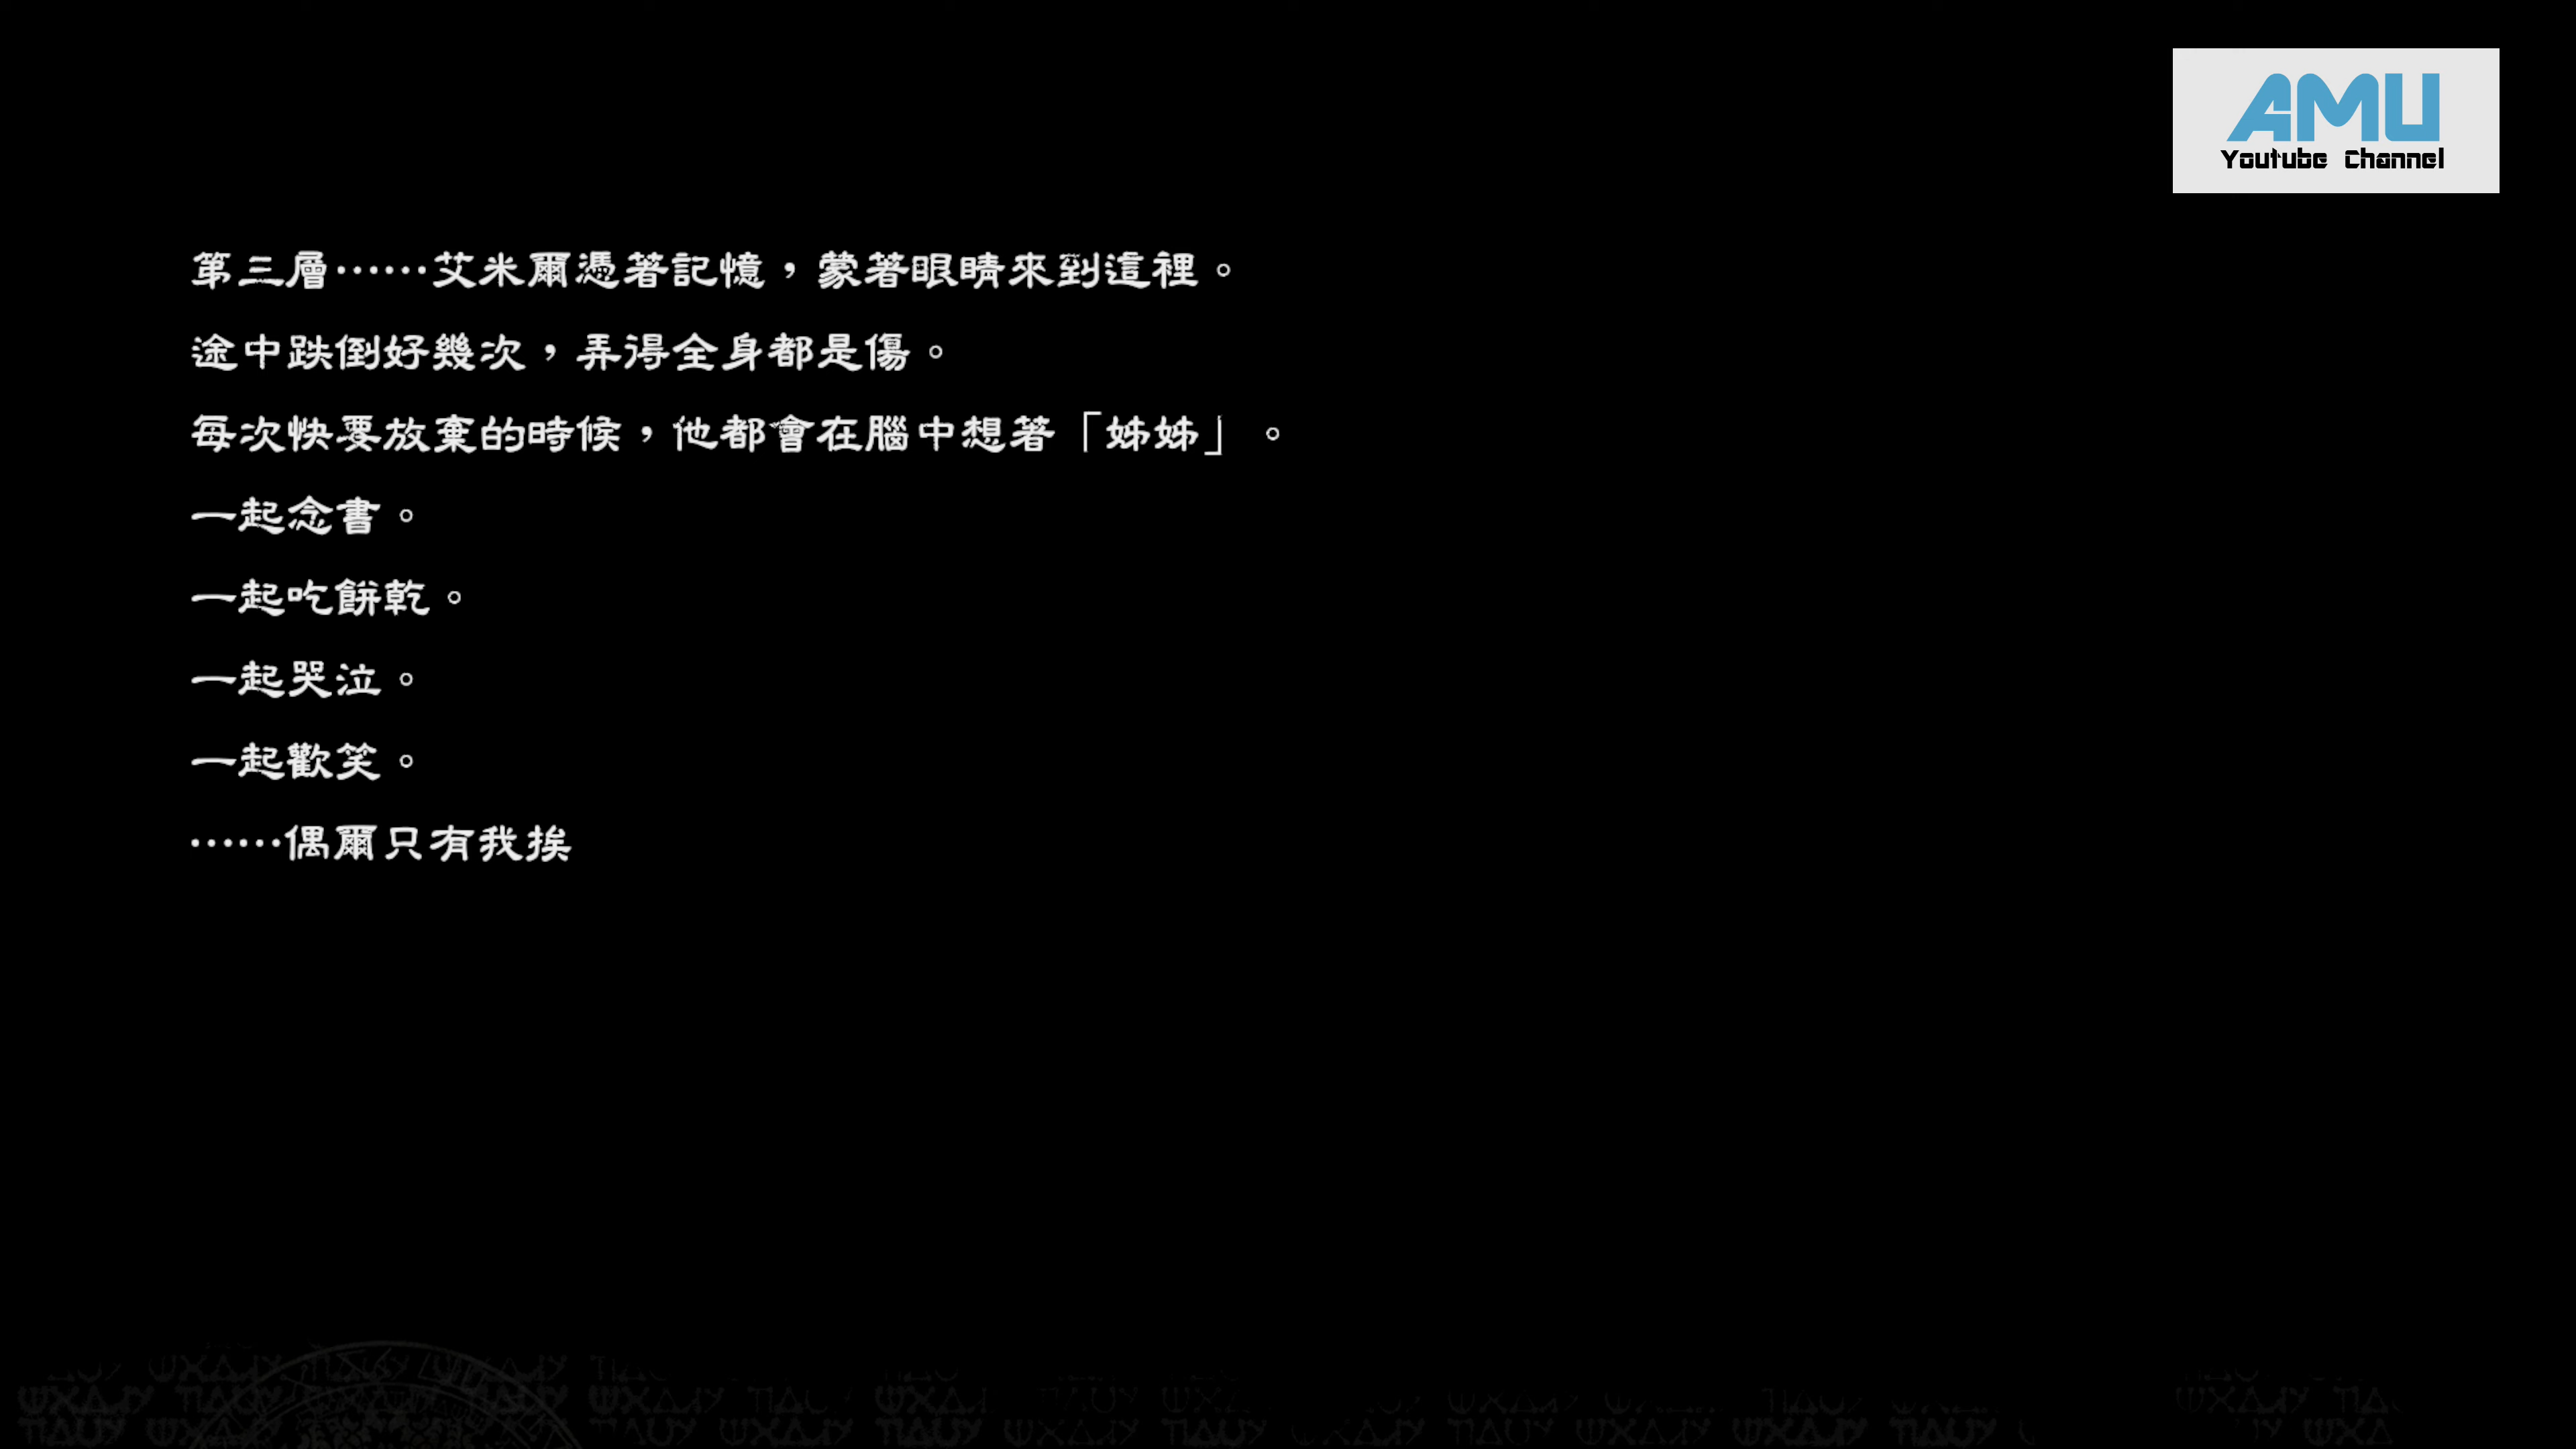 AMU
Youtube Channel
第三層……艾米爾憑著記憶，蒙著眼睛來到這裡。
途中跌倒好幾次，弄得全身都是傷。
每次快要放棄的時候，他都會在腦中想著「姊姊」。
一起念書。
一起吃餅乾。
一起哭泣。
一起歡笑。
……偶爾只有我挨